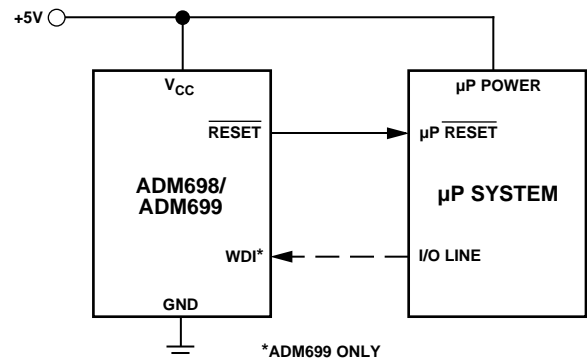 +5V
VCC
µP POWER
RESET
µP RESET
ADM698/
ADM699
µP SYSTEM
WDI*
I/O LINE
GND
*ADM699 ONLY